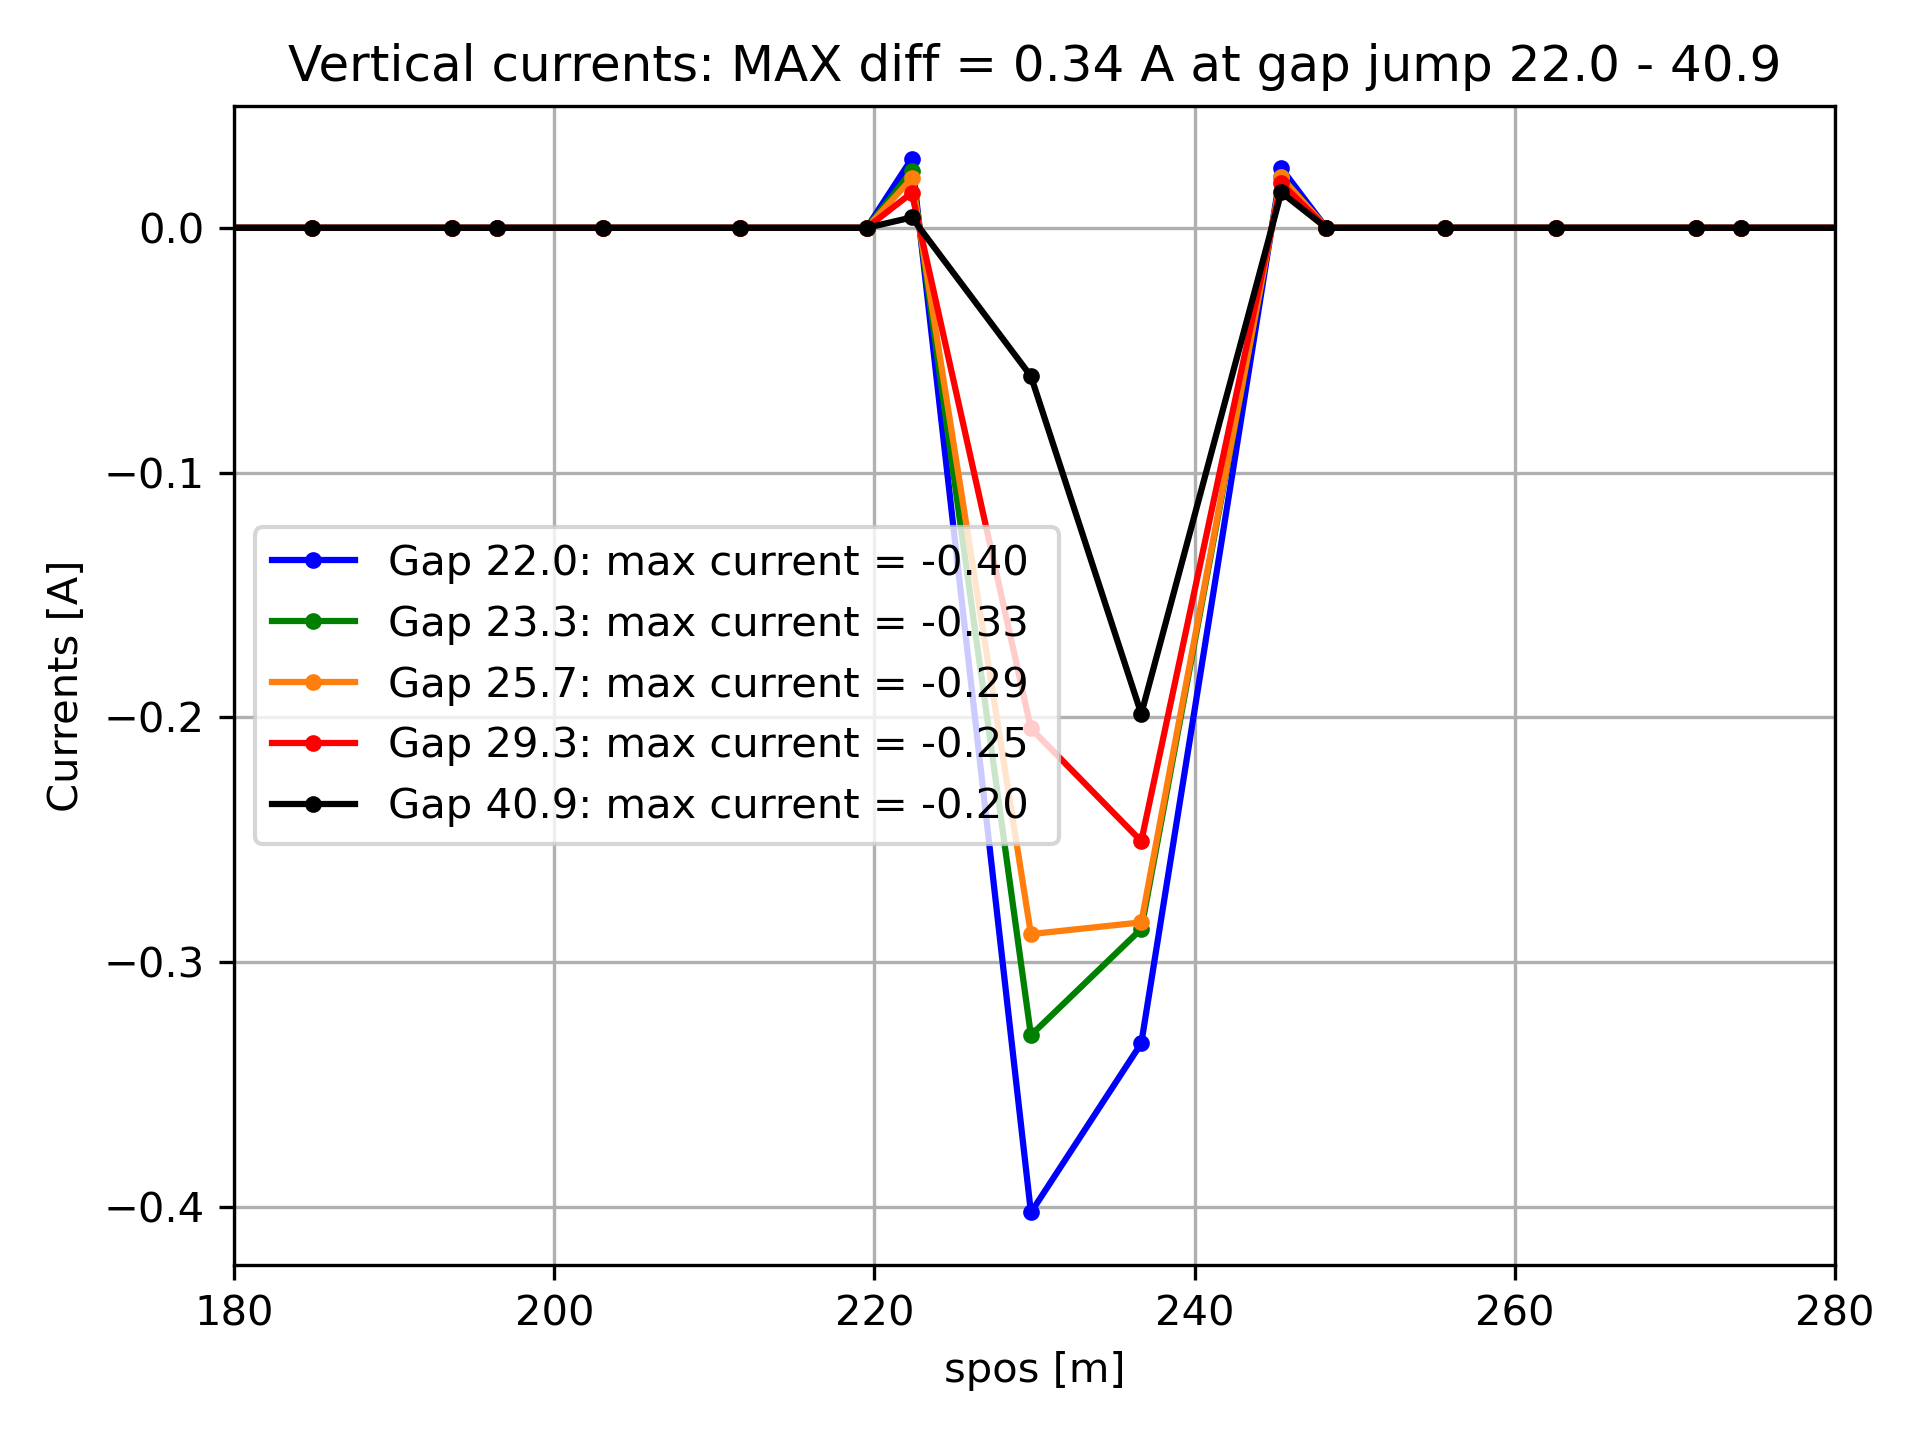 Vertical currents: MAX diff = 0.34 A at gap jump 22.0 - 40.9
0.0
−0.1
−0.2
−0.3
−0.4
Currents [A]
Gap 22.0: max current = -0.40
Gap 23.3: max current = -0.33
Gap 25.7: max current = -0.29
Gap 29.3: max current = -0.25
Gap 40.9: max current = -0.20
180 200 220 240 260 280
spos [m]